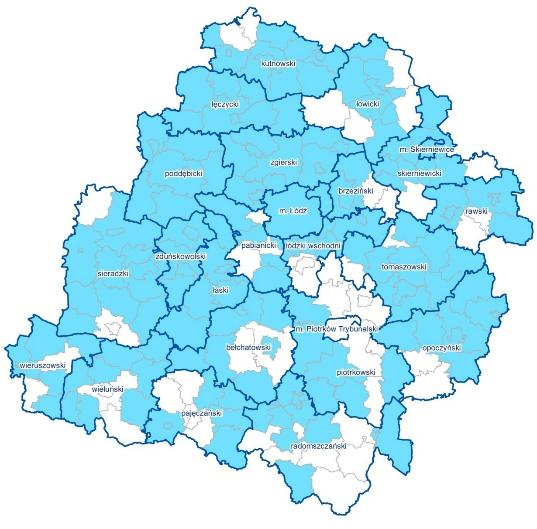 kutnowski
łęczycki
łowicki
m. Skierniewice
zgierski
poddębicki
skierniewicki
brzeziński
m. Łódź
rawski
pabianicki
łódzki wschodni
zduńskowolski
tomaszowski
sieradzki
łaski
m. Piotrków Trybunalski
bełchatowski
opoczyński
wieruszowski
piotrkowski
wieluński
pajęczański
radomszczański